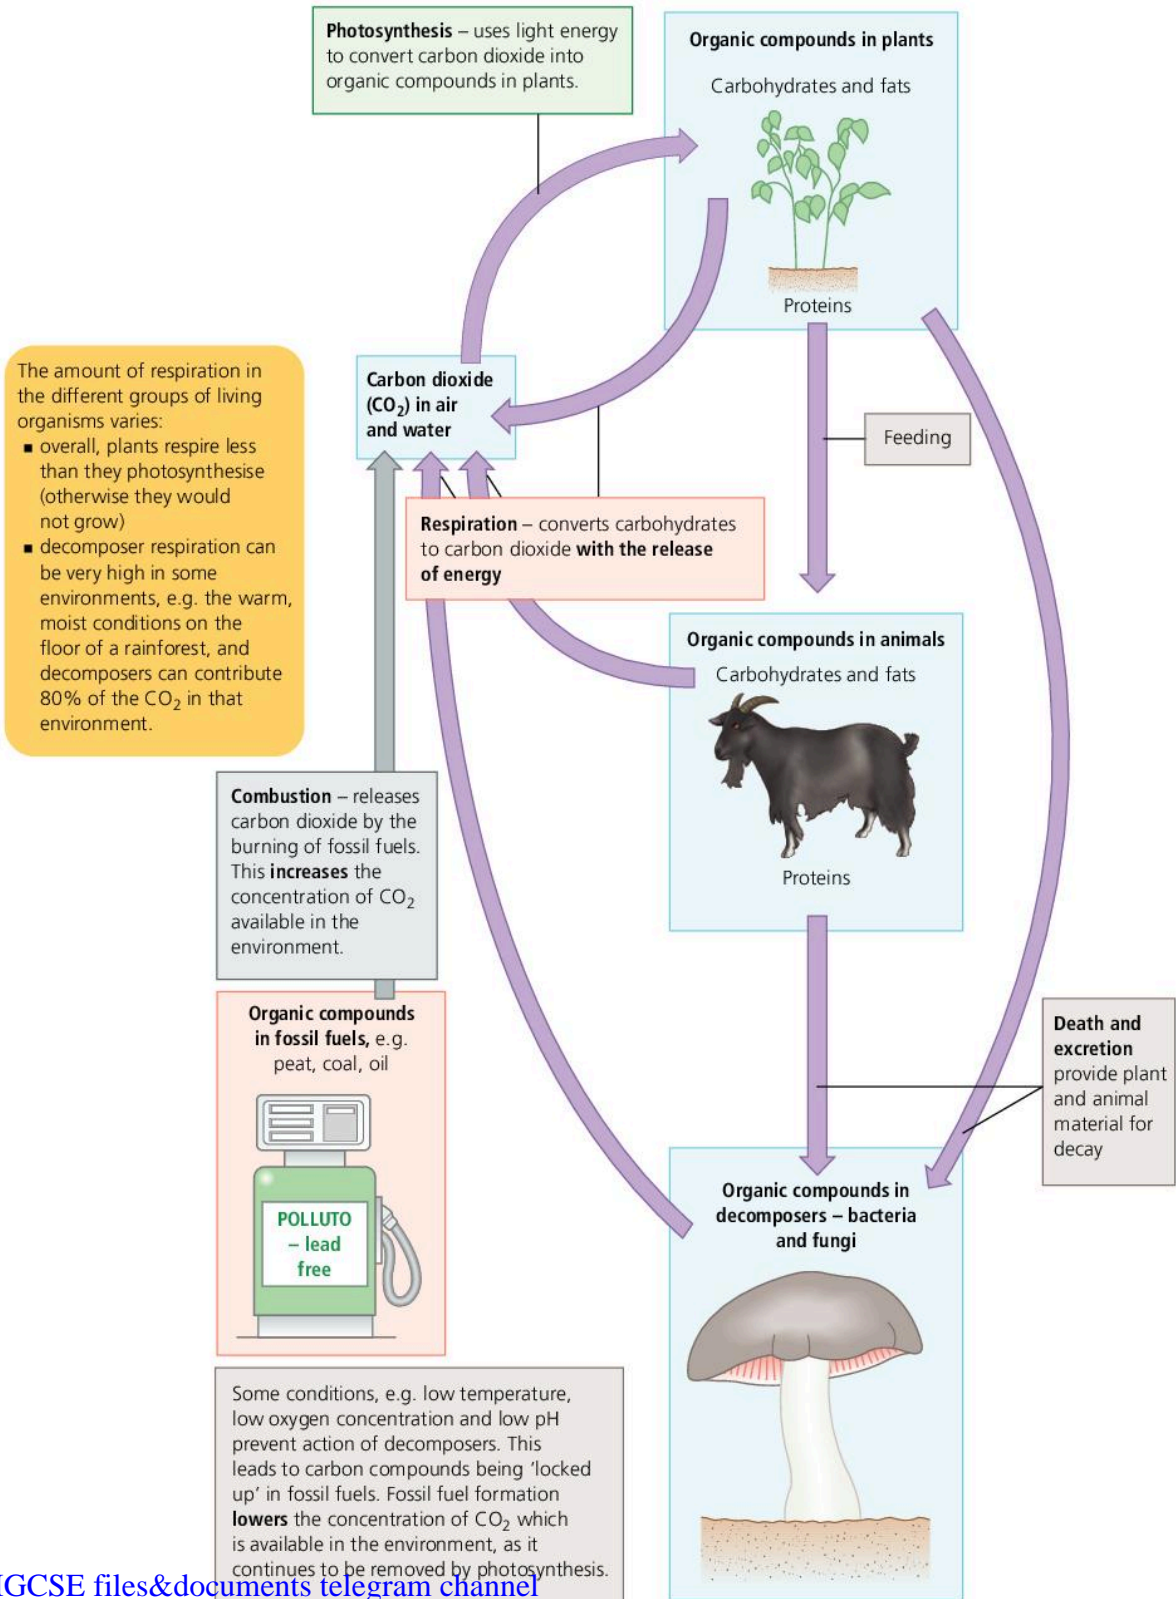 Photosynthesis – uses light energy
to convert carbon dioxide into
organic compounds in plants.
Organic compounds in plants
Carbohydrates and fats
Proteins
The amount of respiration in
the different groups of living
organisms varies:
■ overall, plants respire less
than they photosynthesise
(otherwise they would
not grow)
■ decomposer respiration can
be very high in some
environments, e.g. the warm,
moist conditions on the
floor of a rainforest, and
decomposers can contribute
80% of the CO₂ in that
environment.
Carbon dioxide
(CO₂) in air
and water
Feeding
Respiration – converts carbohydrates
to carbon dioxide with the release
of energy
Organic compounds in animals
Carbohydrates and fats
Proteins
Combustion – releases
carbon dioxide by the
burning of fossil fuels.
This increases the
concentration of CO₂
available in the
environment.
Organic compounds
in fossil fuels, e.g.
peat, coal, oil
POLLUTO
– lead
free
Death and
excretion
provide plant
and animal
material for
decay
Organic compounds in
decomposers – bacteria
and fungi
Some conditions, e.g. low temperature,
low oxygen concentration and low pH
prevent action of decomposers. This
leads to carbon compounds being ‘locked
up’ in fossil fuels. Fossil fuel formation
lowers the concentration of CO₂ which
is available in the environment, as it
continues to be removed by photosynthesis.
IGCSE files&documents telegram channel